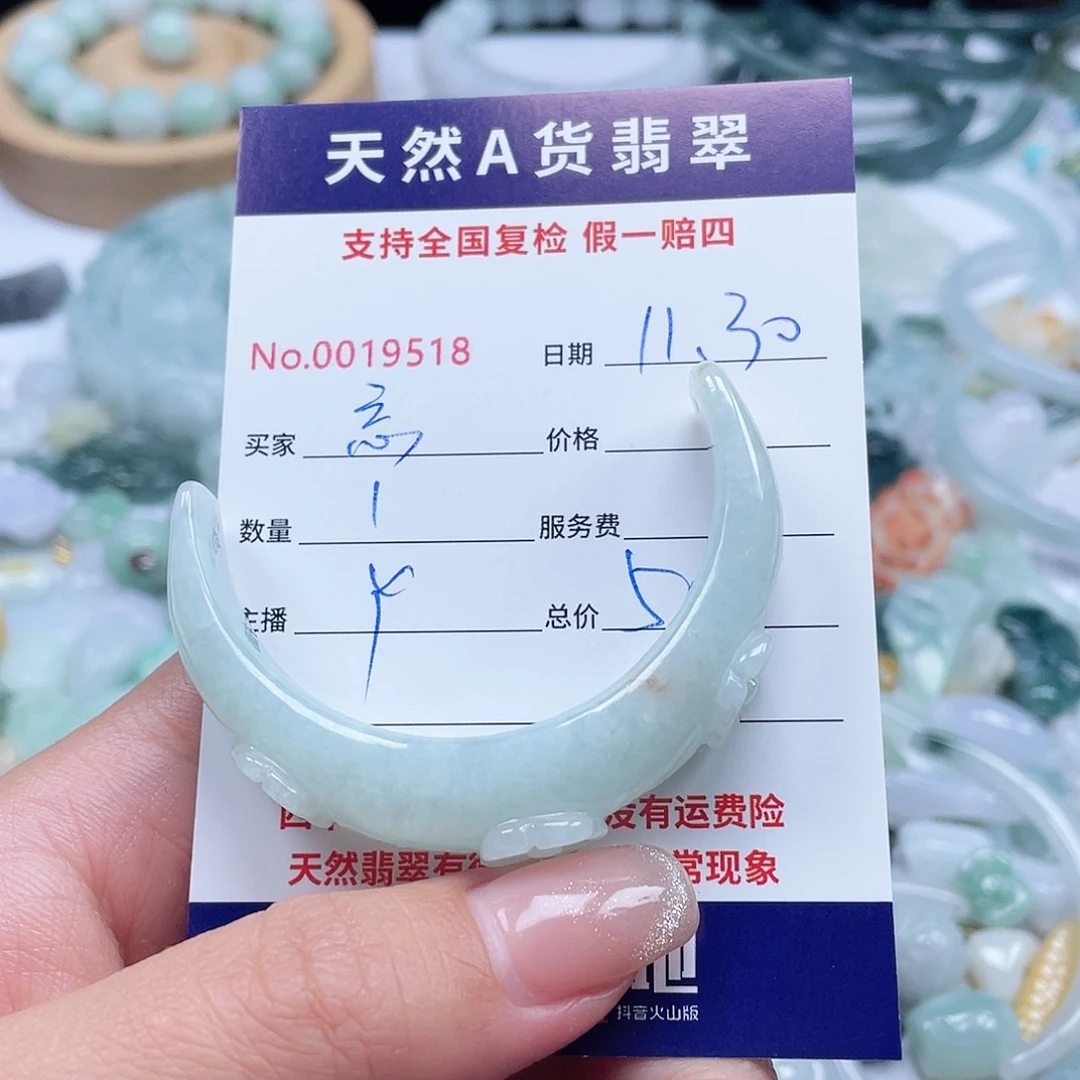 天然A货翡翠
支持全国复检 假一赔四
No.0019518 日期 11.30
买家 高 价格
数量 1 服务费
主播 总价 5
没有运费险
天然翡翠有 常现象
抖音火山版